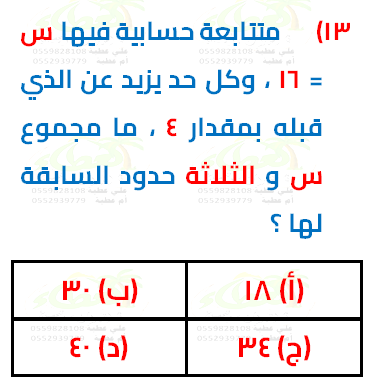 ١٣) متتابعة حسابية فيها س
= ١٦ ، وكل حد يزيد عن الذي
قبله بمقدار ٤ ، ما مجموع
س و الثلاثة حدود السابقة
لها ؟
(أ) ١٨ (ب) ٣٠
(ج) ٣٤ (د) ٤٠